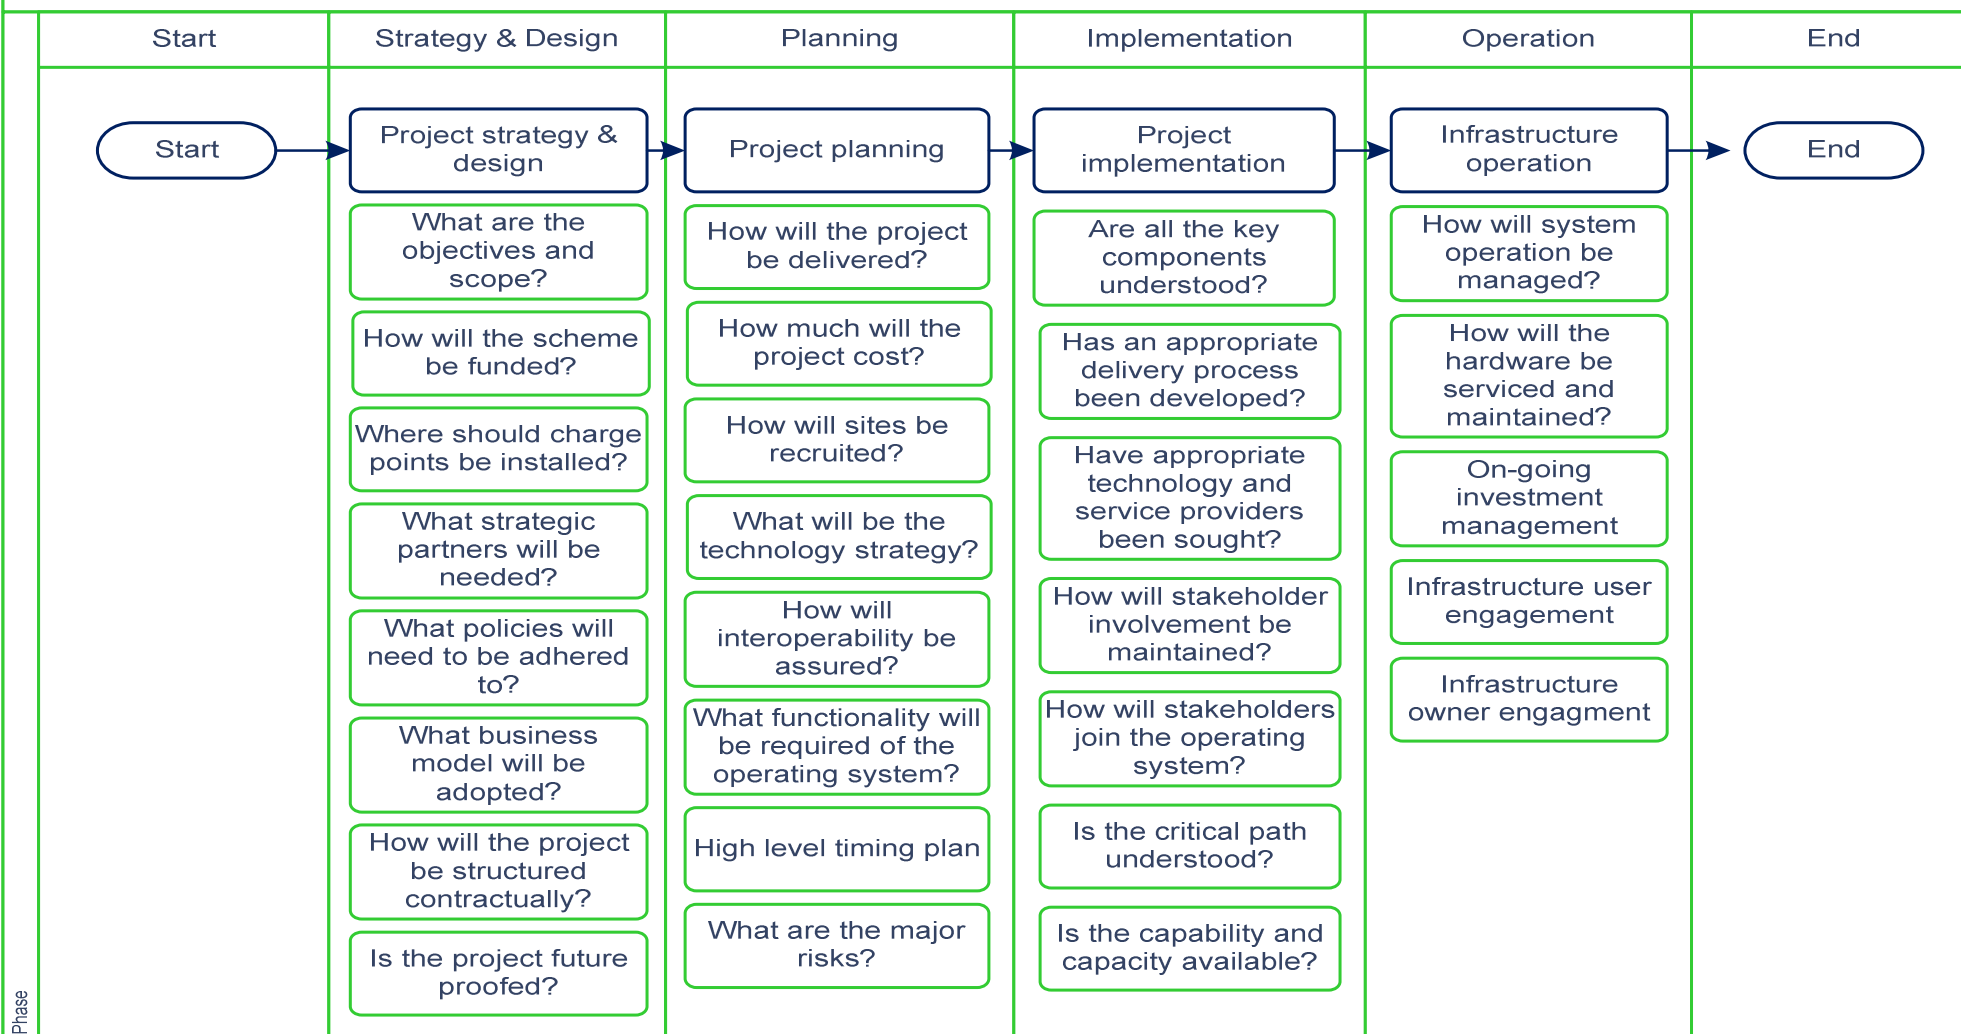 Start
Strategy & Design
Planning
Implementation
Operation
End
Start
Project strategy &
design
Project planning
Project
implementation
Infrastructure
operation
End
What are the
objectives and
scope?
How will the scheme
be funded?
Where should charge
points be installed?
What strategic
partners will be
needed?
What policies will
need to be adhered
to?
What business
model will be
adopted?
How will the project
be structured
contractually?
Is the project future
proofed?
How will the project
be delivered?
How much will the
project cost?
How will sites be
recruited?
What will be the
technology strategy?
How will
interoperability be
assured?
What functionality will
be required of the
operating system?
High level timing plan
What are the major
risks?
Are all the key
components
understood?
Has an appropriate
delivery process
been developed?
Have appropriate
technology and
service providers
been sought?
How will stakeholder
involvement be
maintained?
How will stakeholders
join the operating
system?
Is the critical path
understood?
Is the capability and
capacity available?
How will system
operation be
managed?
How will the
hardware be
serviced and
maintained?
On-going
investment
management
Infrastructure user
engagement
Infrastructure
owner engagment
Phase